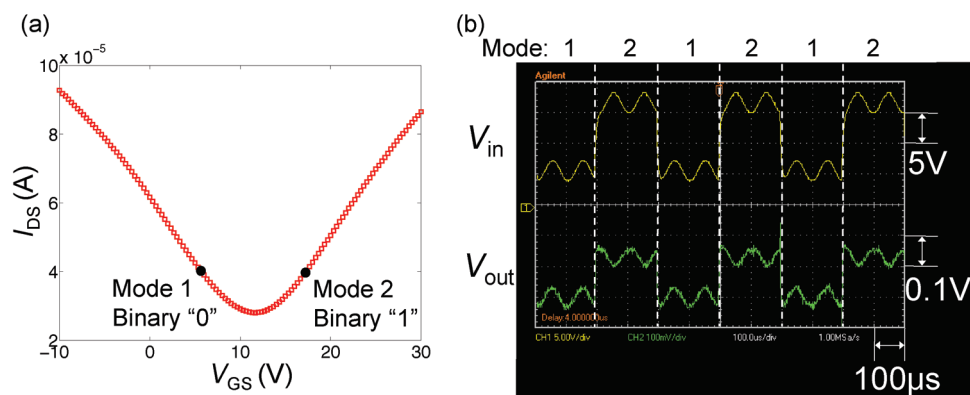 (a)
10 x 10⁻⁵
8
6
4
2
I_DS (A)
Mode 1
Binary “0”
Mode 2
Binary “1”
−10 0 10 20 30
V_GS (V)
(b)
Mode: 1 2 1 2 1 2
Agilent
V_in
5V
V_out
0.1V
Delay:4.00000us
CH1 5.00V/div CH2 100mV/div 100.0us/div 1.00MSa/s
100μs